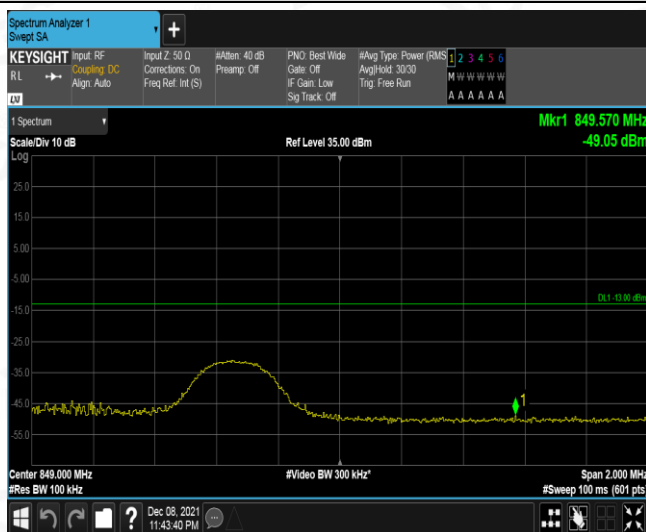 Spectrum Analyzer 1
Swept SA
+
KEYSIGHT
RL
LXI
Input: RF
Coupling: DC
Align: Auto
Input Z: 50 Ω
Corrections: On
Freq Ref: Int (S)
#Atten: 40 dB
Preamp: Off
PNO: Best Wide
Gate: Off
IF Gain: Low
Sig Track: Off
#Avg Type: Power (RMS
Avg|Hold: 30/30
Trig: Free Run
1 2 3 4 5 6
M W W W W W
A A A A A A
1 Spectrum
Scale/Div 10 dB
Ref Level 35.00 dBm
Mkr1 849.570 MHz
-49.05 dBm
Log
25.0
15.0
5.00
-5.00
-15.0
-25.0
-35.0
-45.0
-55.0
DL1 -13.00 dBm
1
Center 849.000 MHz
#Res BW 100 kHz
#Video BW 300 kHz*
Span 2.000 MHz
#Sweep 100 ms (601 pts)
?
Dec 08, 2021
11:43:40 PM